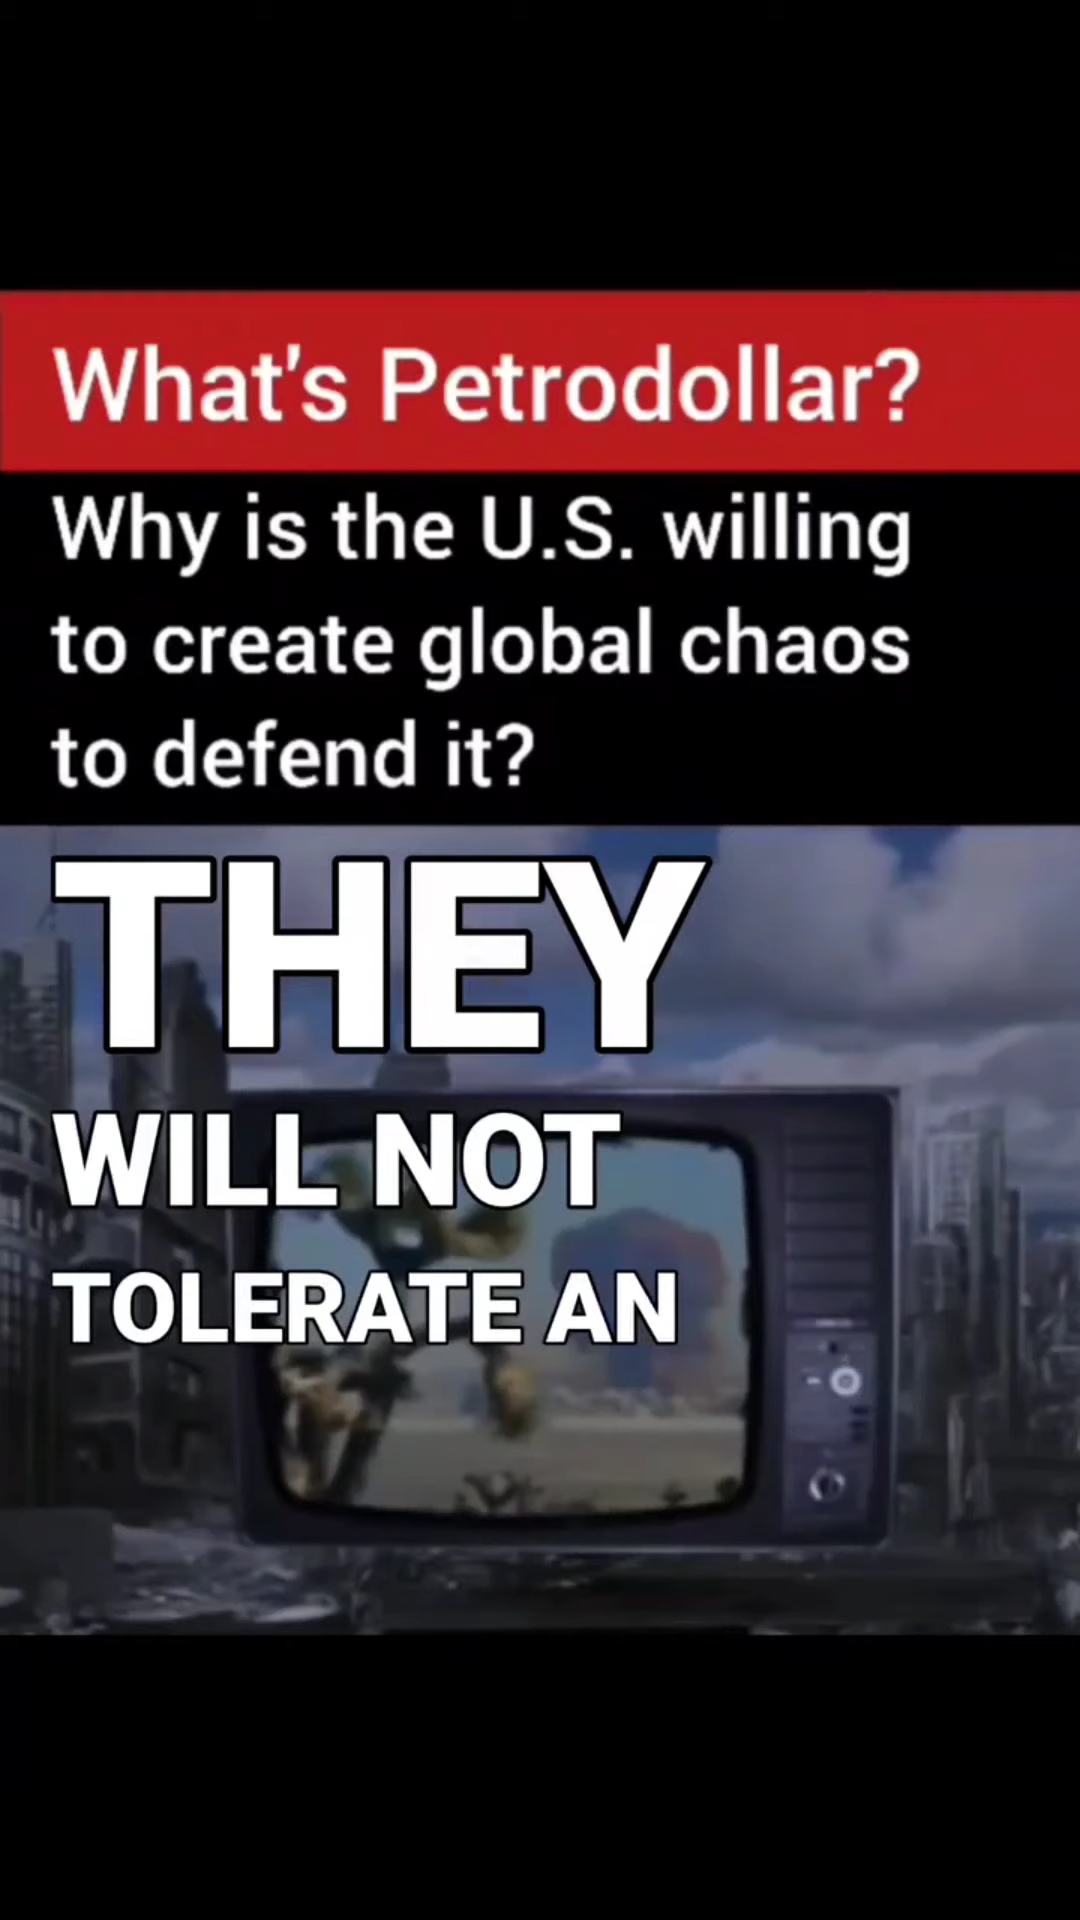 What's Petrodollar?
Why is the U.S. willing
to create global chaos
to defend it?
THEY
WILL NOT
TOLERATE AN